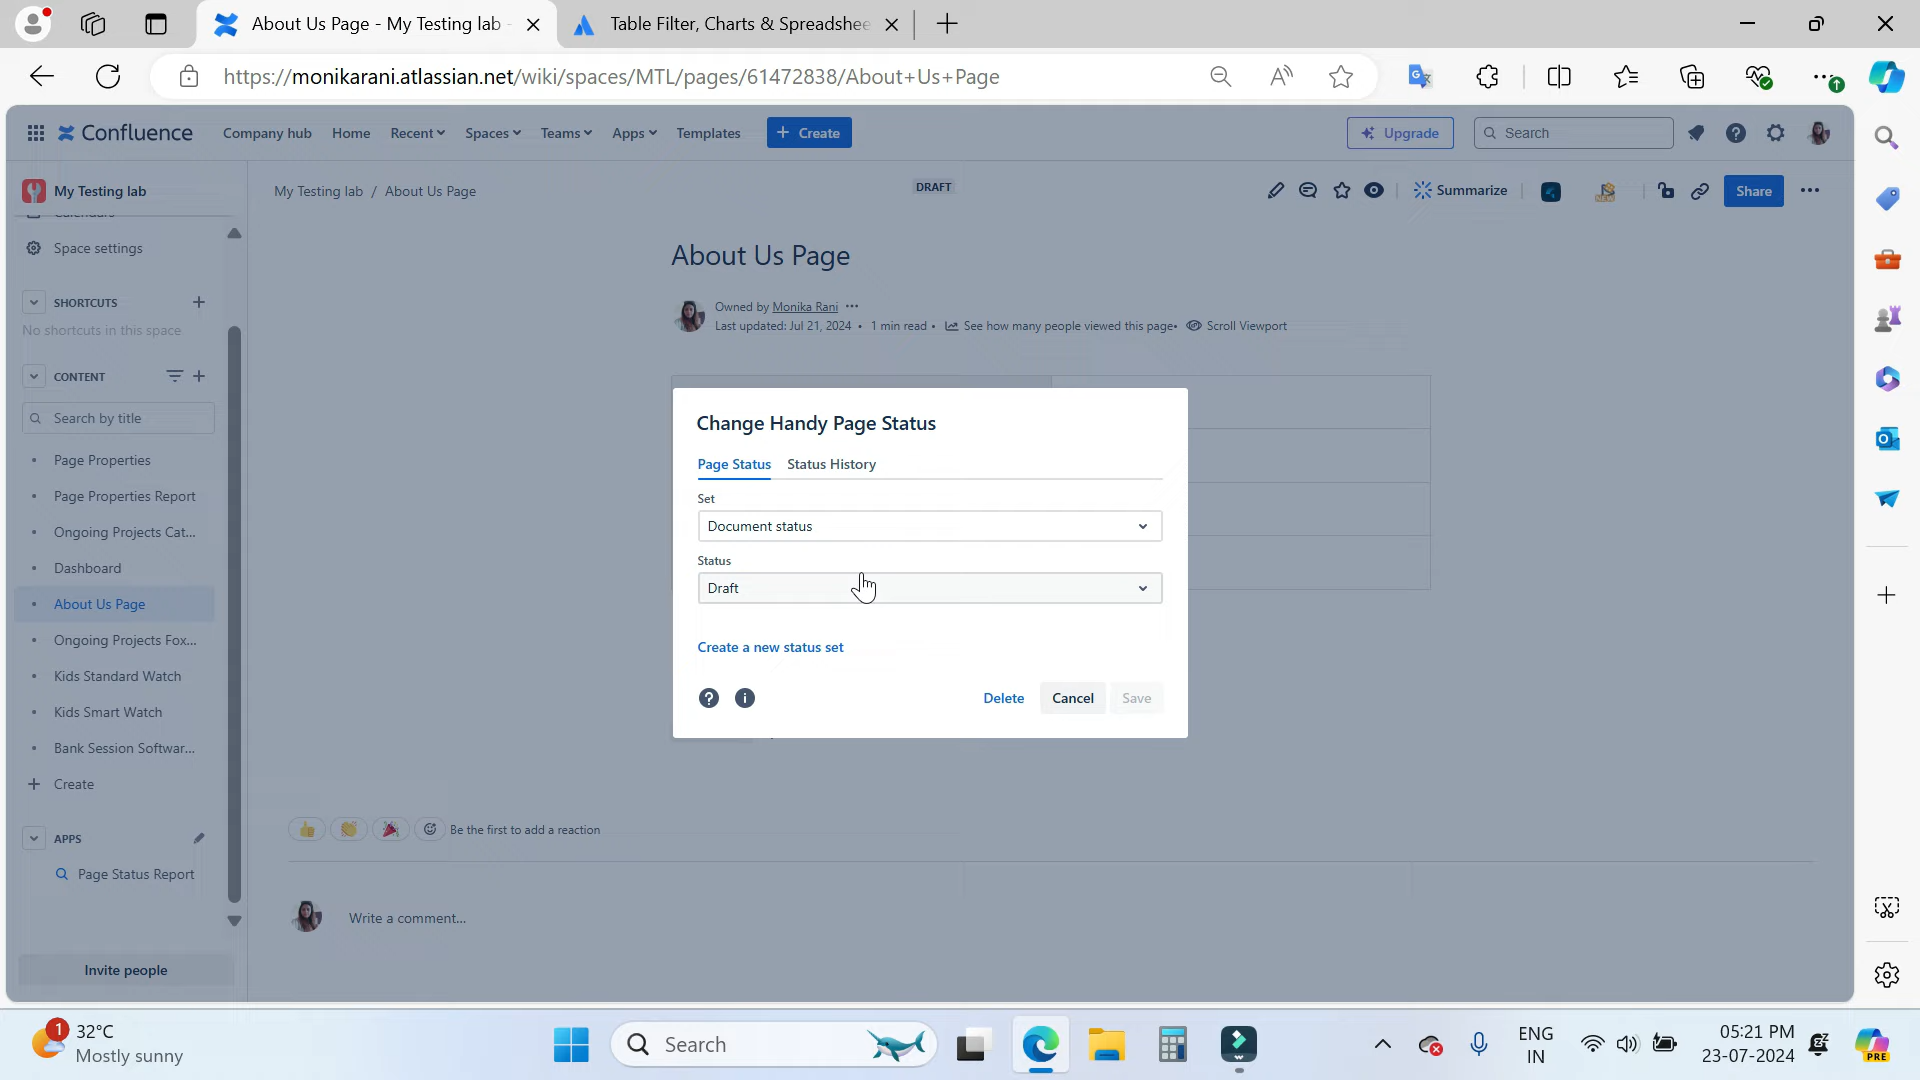 About Us Page - My Testing lab -
Table Filter, Charts & Spreadshee
https://monikarani.atlassian.net/wiki/spaces/MTL/pages/61472838/About+Us+Page
Confluence
Company hub
Home
Recent
Spaces
Teams
Apps
Templates
+ Create
Upgrade
Search
My Testing lab
Calendars
Space settings
SHORTCUTS
No shortcuts in this space
CONTENT
Search by title
Page Properties
Page Properties Report
Ongoing Projects Cat...
Dashboard
About Us Page
Ongoing Projects Fox...
Kids Standard Watch
Kids Smart Watch
Bank Session Softwar...
Create
APPS
Page Status Report
Invite people
My Testing lab / About Us Page
DRAFT
Summarize
Share
About Us Page
Owned by Monika Rani
Last updated: Jul 21, 2024 • 1 min read • See how many people viewed this page • Scroll Viewport
Change Handy Page Status
Page Status
Status History
Set
Document status
Status
Draft
Create a new status set
Delete
Cancel
Save
Be the first to add a reaction
Write a comment...
1
32°C
Mostly sunny
Search
ENG
IN
05:21 PM
23-07-2024
PRE